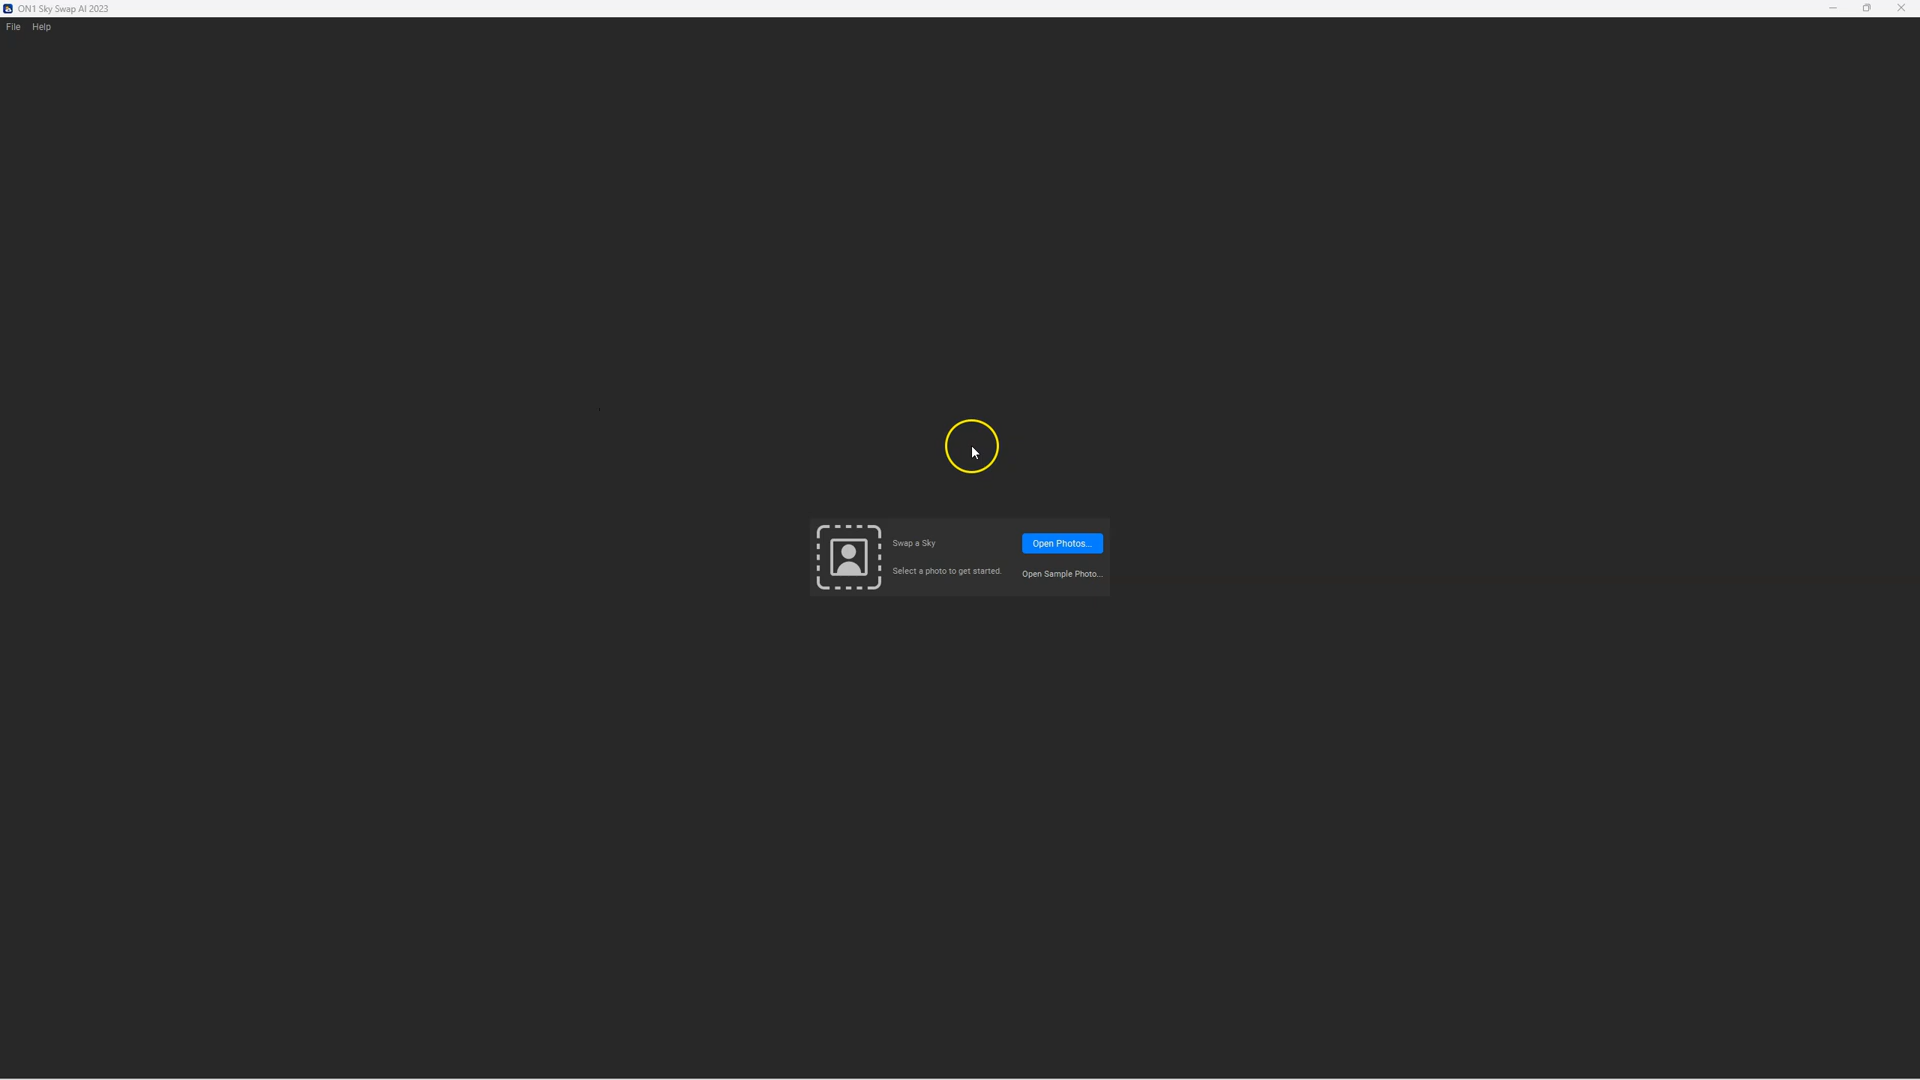 ON1 Sky Swap AI 2023
File Help
Swap a Sky
Open Photos...
Select a photo to get started.
Open Sample Photo...